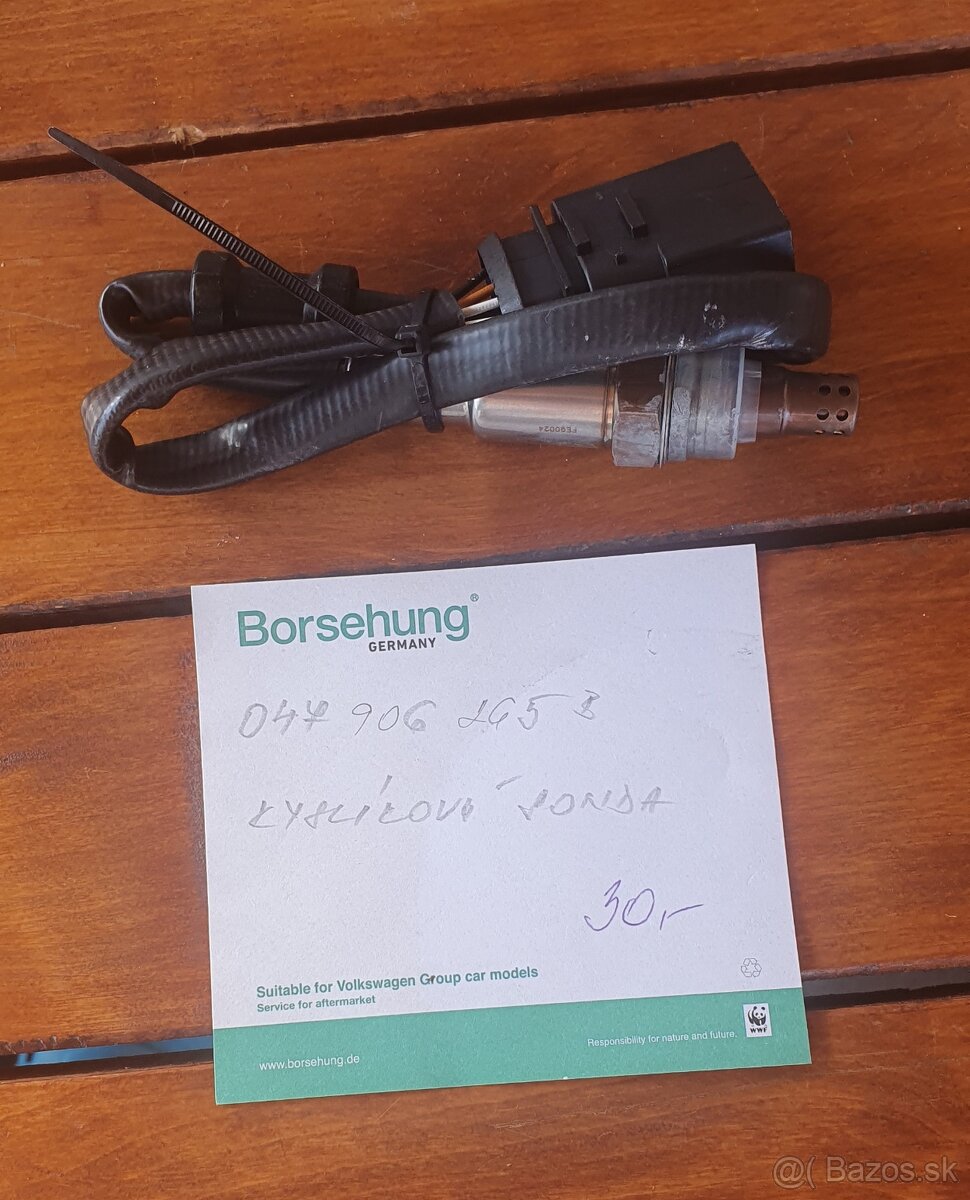 FE90024
Borsehung®
GERMANY
047 906 265 B
KYSLÍKOVÁ SONDA
30,-
Suitable for Volkswagen Group car models
Service for aftermarket
Responsibility for nature and future.
WWF
www.borsehung.de
@( Bazos.sk